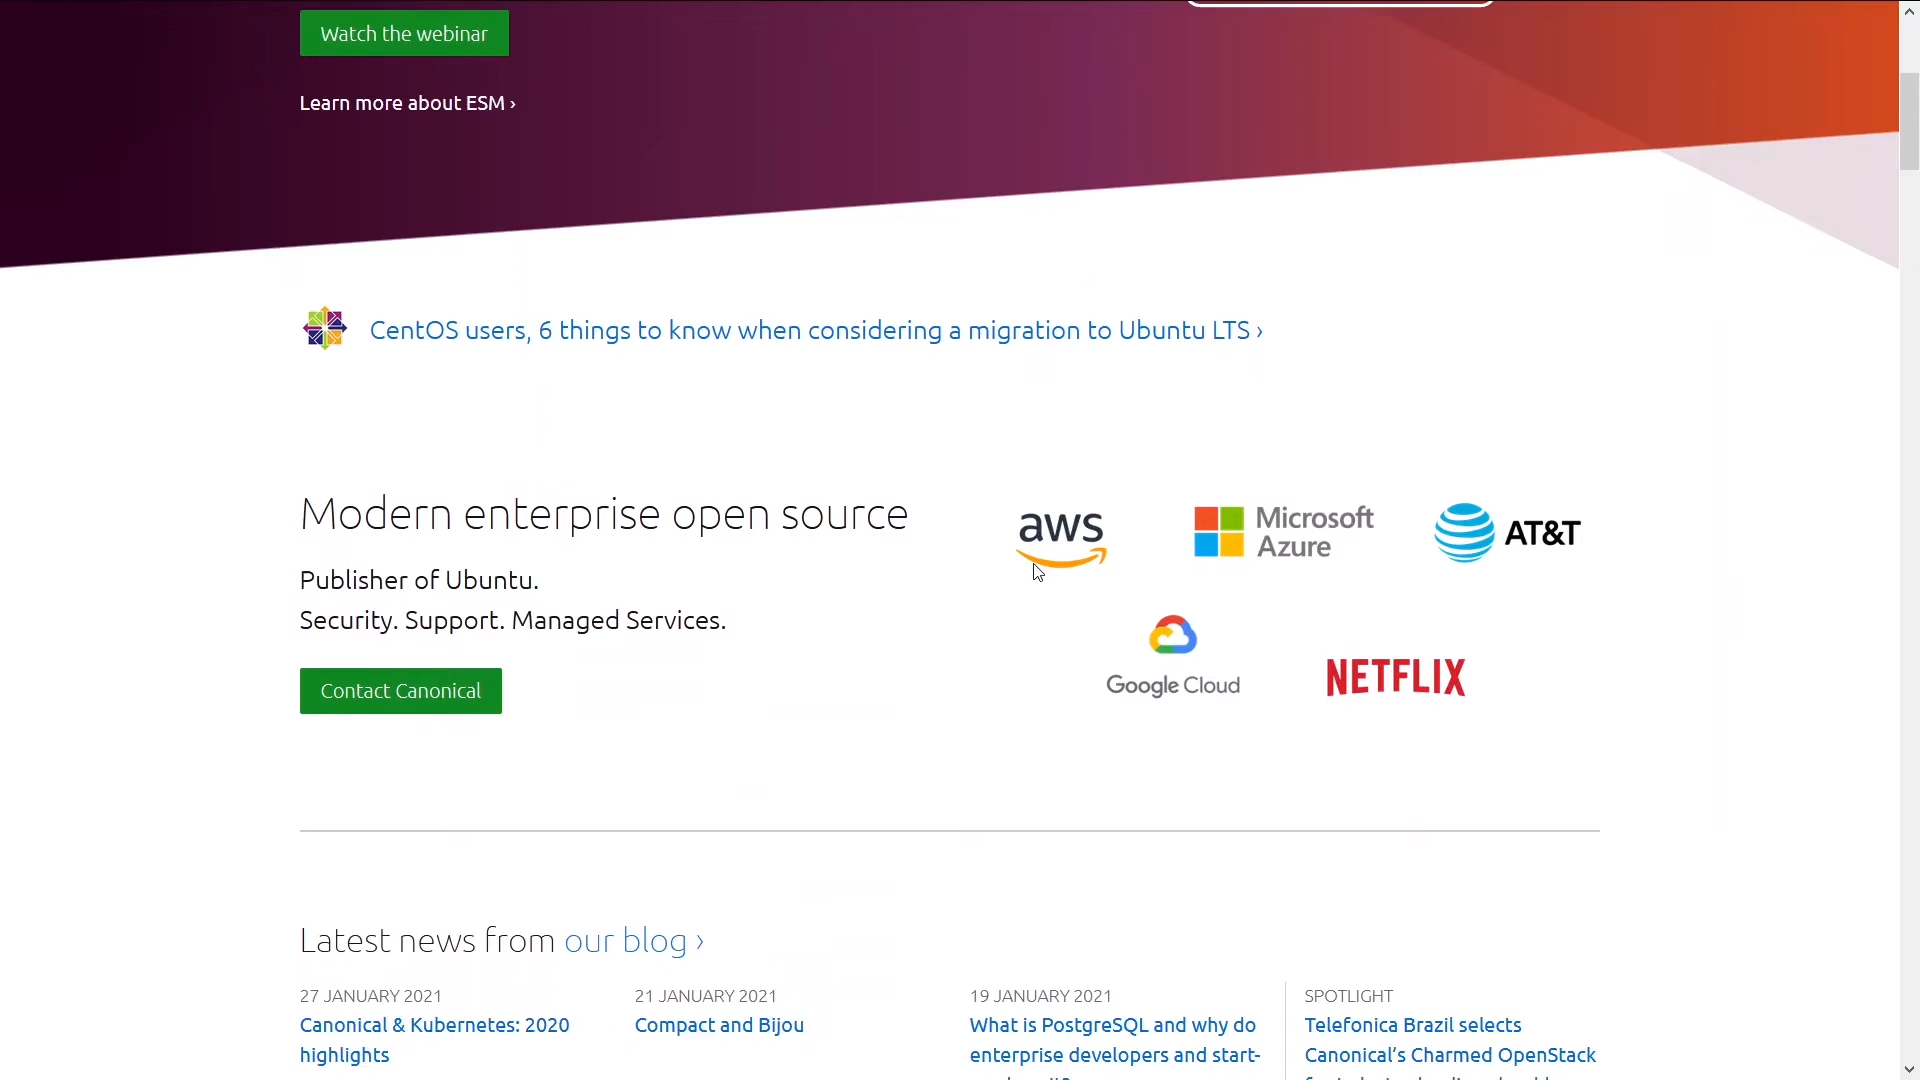 Watch the webinar
Learn more about ESM ›
CentOS users, 6 things to know when considering a migration to Ubuntu LTS ›
Modern enterprise open source
Publisher of Ubuntu.
Security. Support. Managed Services.
Contact Canonical
aws
Microsoft
Azure
AT&T
Google Cloud
NETFLIX
Latest news from our blog ›
27 JANUARY 2021
Canonical & Kubernetes: 2020
highlights
21 JANUARY 2021
Compact and Bijou
19 JANUARY 2021
What is PostgreSQL and why do
enterprise developers and start-
SPOTLIGHT
Telefonica Brazil selects
Canonical’s Charmed OpenStack